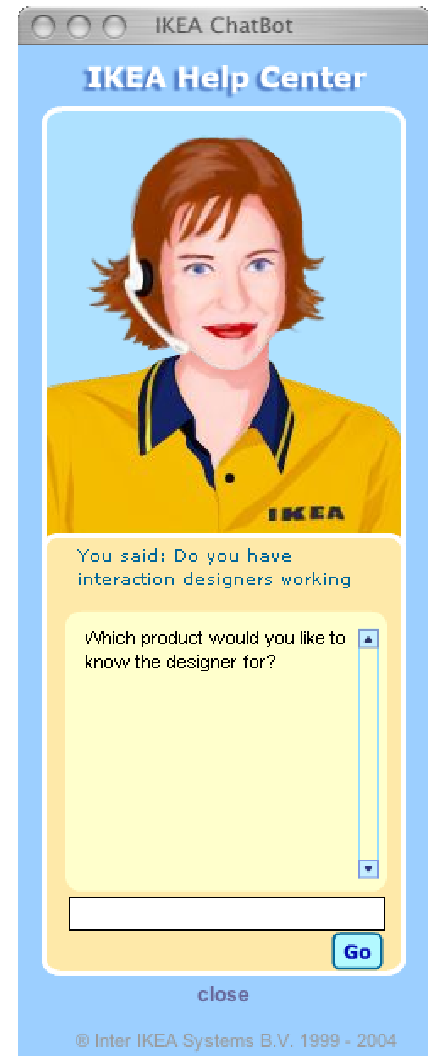 IKEA ChatBot
IKEA Help Center
IKEA
You said: Do you have
interaction designers working
Which product would you like to
know the designer for?
Go
close
® Inter IKEA Systems B.V. 1999 - 2004